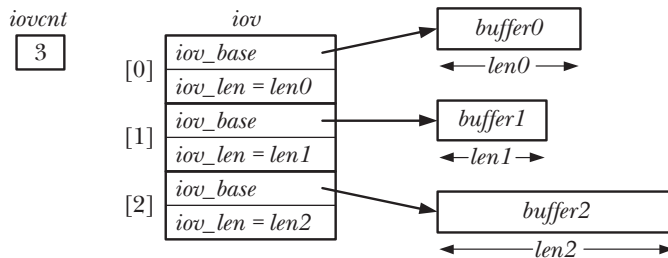 iovcnt
3
iov
[0]
iov_base
iov_len = len0
[1]
iov_base
iov_len = len1
[2]
iov_base
iov_len = len2
buffer0
len0
buffer1
len1
buffer2
len2